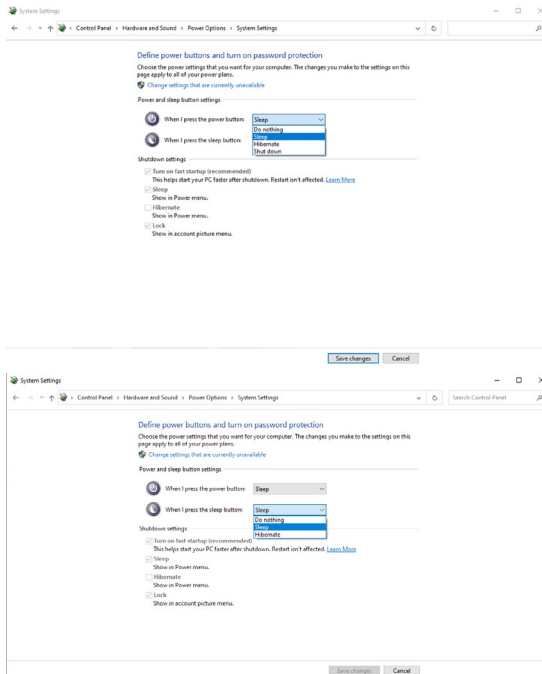 System Settings
Control Panel > Hardware and Sound > Power Options > System Settings
Define power buttons and turn on password protection
Choose the power settings that you want for your computer. The changes you make to the settings on this
page apply to all of your power plans.
Change settings that are currently unavailable
Power and sleep button settings
When I press the power button: Sleep
Do nothing
Sleep
Hibernate
Shut down
When I press the sleep button:
Shutdown settings
Turn on fast startup (recommended)
This helps start your PC faster after shutdown. Restart isn't affected. Learn More
Sleep
Show in Power menu.
Hibernate
Show in Power menu.
Lock
Show in account picture menu.
Save changes Cancel
System Settings
Control Panel > Hardware and Sound > Power Options > System Settings Search Control Panel
Define power buttons and turn on password protection
Choose the power settings that you want for your computer. The changes you make to the settings on this
page apply to all of your power plans.
Change settings that are currently unavailable
Power and sleep button settings
When I press the power button: Sleep
When I press the sleep button: Sleep
Do nothing
Sleep
Hibernate
Shutdown settings
Turn on fast startup (recommended)
This helps start your PC faster after shutdown. Restart isn't affected. Learn More
Sleep
Show in Power menu.
Hibernate
Show in Power menu.
Lock
Show in account picture menu.
Save changes Cancel